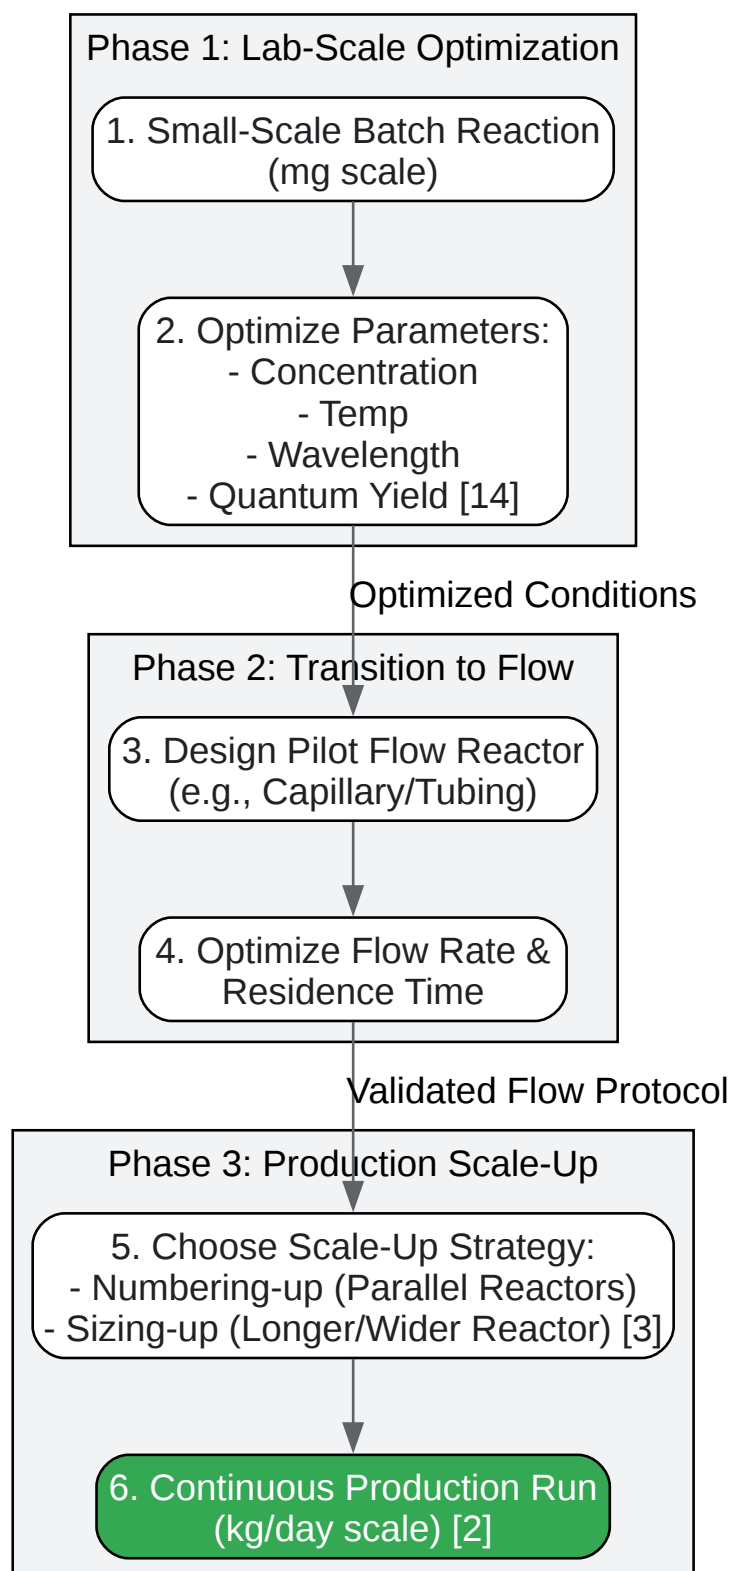 Phase 1: Lab-Scale Optimization
1. Small-Scale Batch Reaction
(mg scale)
2. Optimize Parameters:
- Concentration
- Temp
- Wavelength
- Quantum Yield [14]
Optimized Conditions
Phase 2: Transition to Flow
3. Design Pilot Flow Reactor
(e.g., Capillary/Tubing)
4. Optimize Flow Rate &
Residence Time
Validated Flow Protocol
Phase 3: Production Scale-Up
5. Choose Scale-Up Strategy:
- Numbering-up (Parallel Reactors)
- Sizing-up (Longer/Wider Reactor) [3]
6. Continuous Production Run
(kg/day scale) [2]